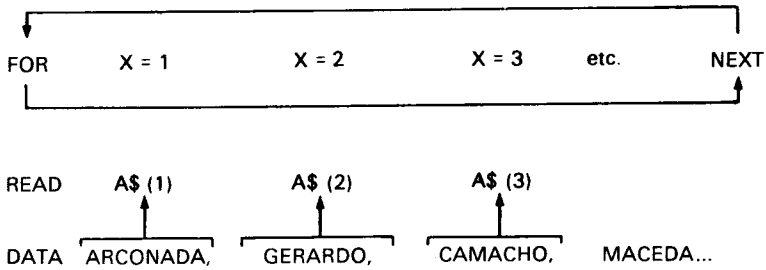 FOR X = 1 X = 2 X = 3 etc. NEXT
READ A$ (1) A$ (2) A$ (3)
DATA ARCONADA, GERARDO, CAMACHO, MACEDA...